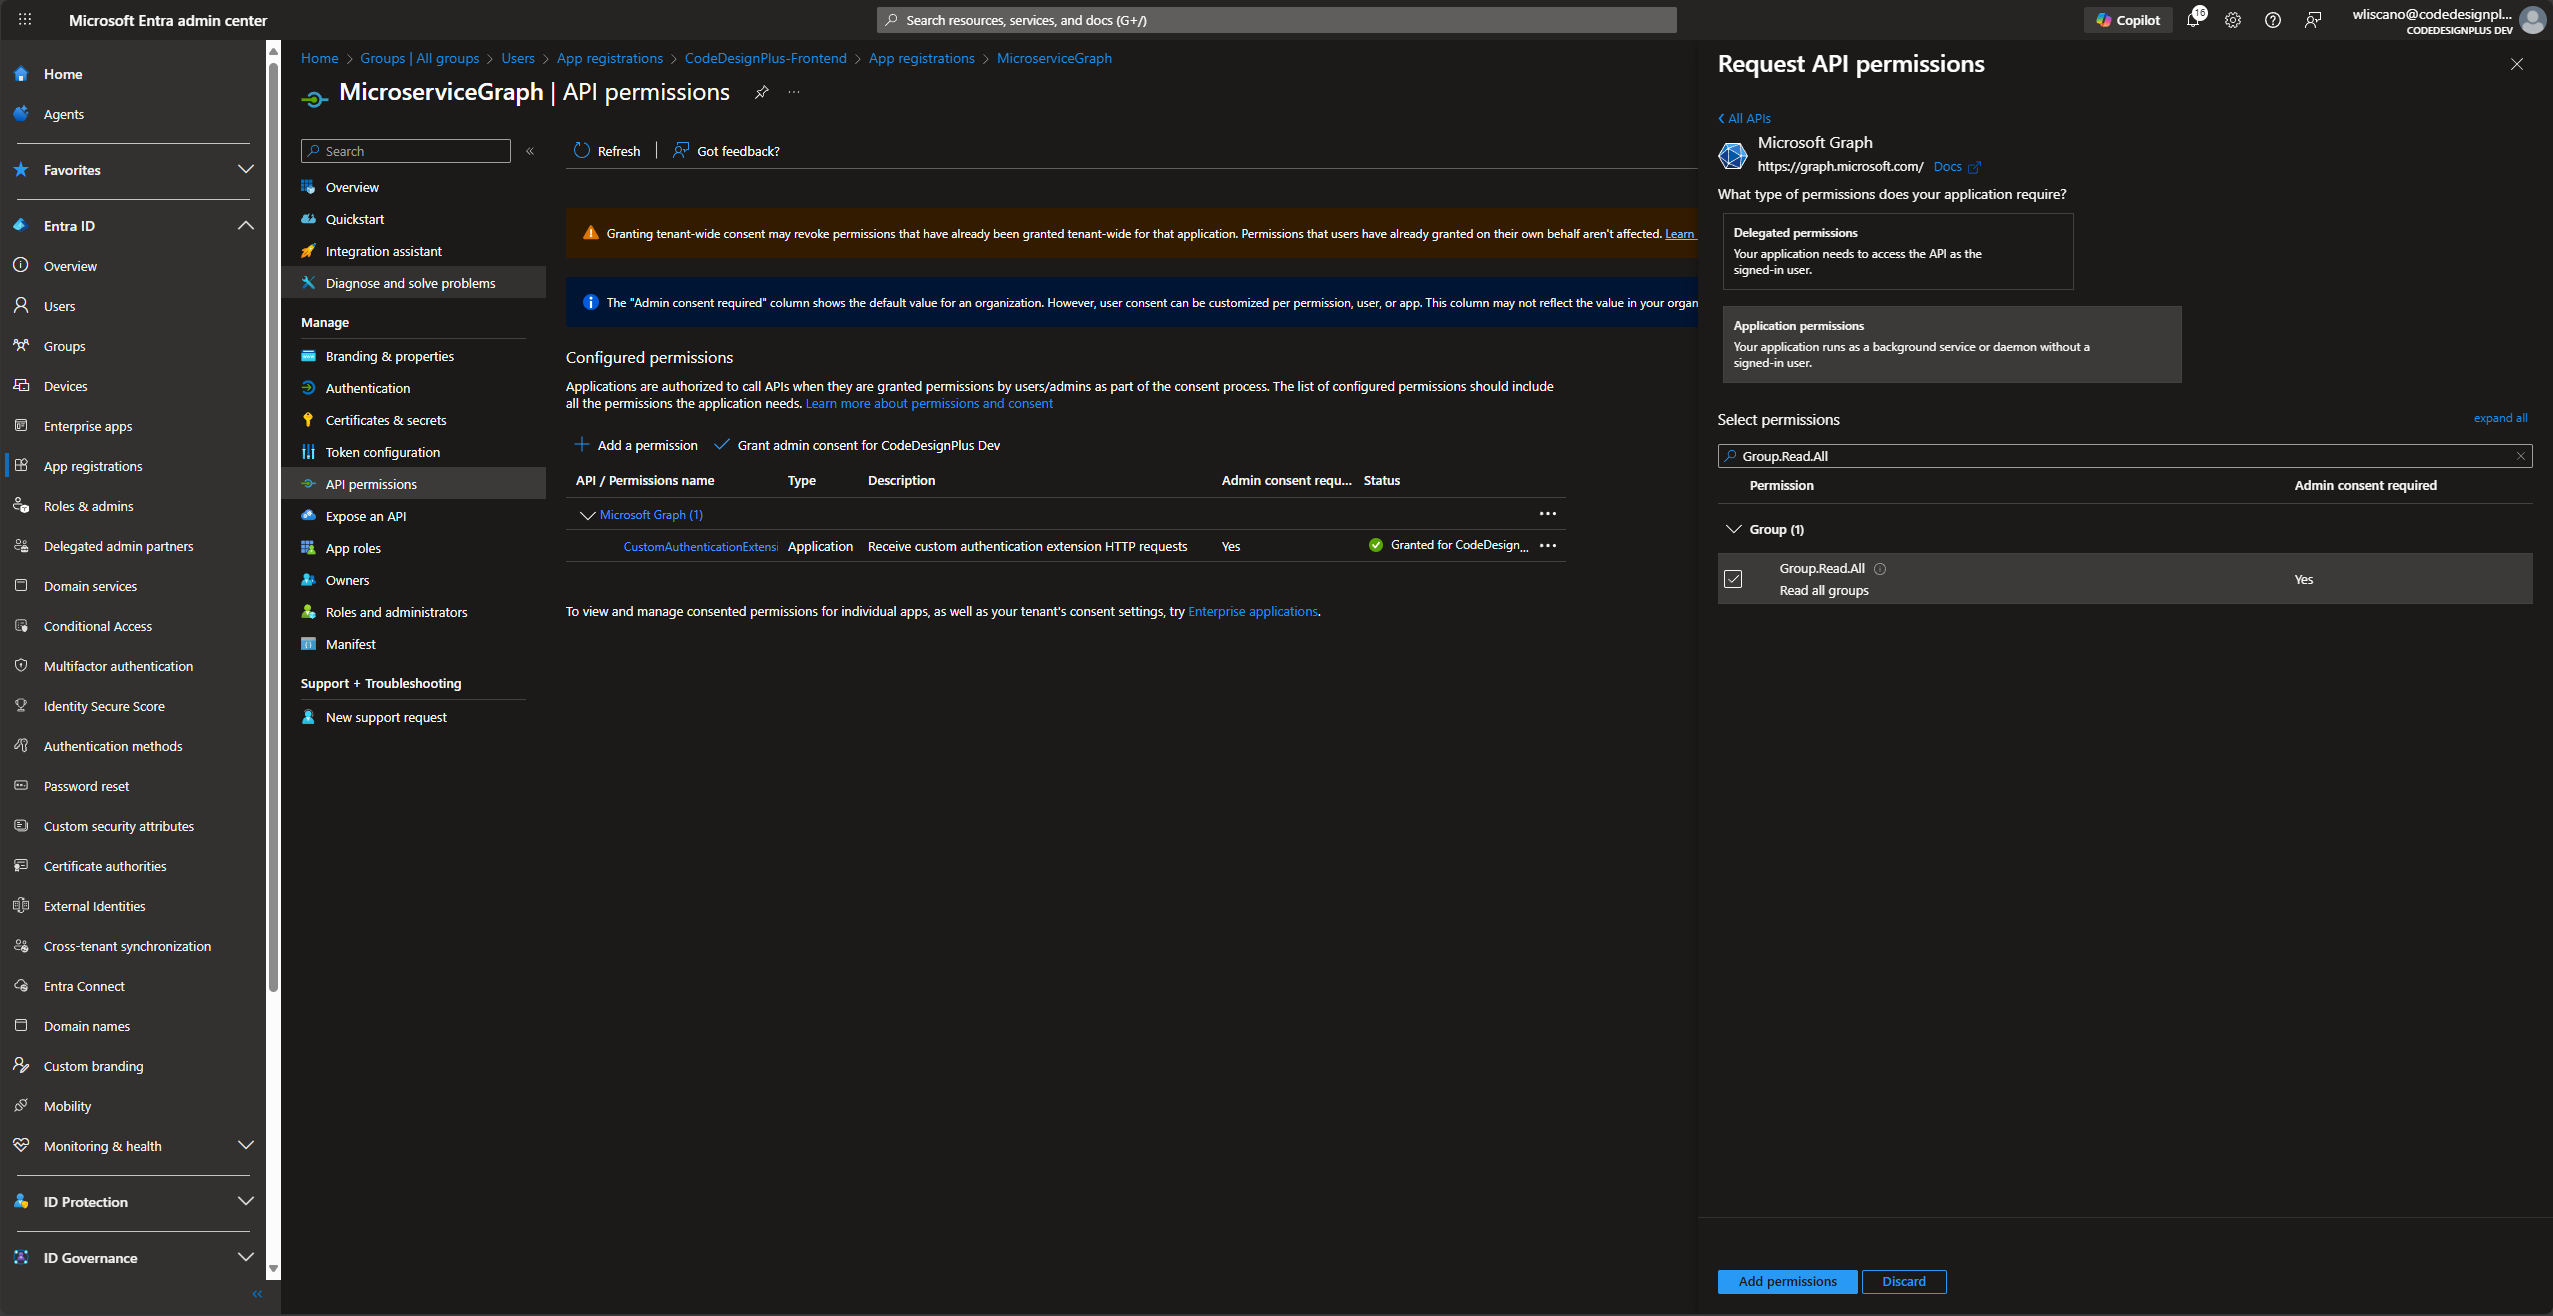 Microsoft Entra admin center
Search resources, services, and docs (G+/)
Copilot
16
wliscano@codedesignpl...
CODEDESIGNPLUS DEV
Home
Agents
Favorites
Entra ID
Overview
Users
Groups
Devices
Enterprise apps
App registrations
Roles & admins
Delegated admin partners
Domain services
Conditional Access
Multifactor authentication
Identity Secure Score
Authentication methods
Password reset
Custom security attributes
Certificate authorities
External Identities
Cross-tenant synchronization
Entra Connect
Domain names
Custom branding
Mobility
Monitoring & health
ID Protection
ID Governance
Home > Groups | All groups > Users > App registrations > CodeDesignPlus-Frontend > App registrations > MicroserviceGraph
MicroserviceGraph | API permissions
Search
Overview
Quickstart
Integration assistant
Diagnose and solve problems
Manage
Branding & properties
Authentication
Certificates & secrets
Token configuration
API permissions
Expose an API
App roles
Owners
Roles and administrators
Manifest
Support + Troubleshooting
New support request
Refresh
Got feedback?
Granting tenant-wide consent may revoke permissions that have already been granted tenant-wide for that application. Permissions that users have already granted on their own behalf aren't affected. Learn
The "Admin consent required" column shows the default value for an organization. However, user consent can be customized per permission, user, or app. This column may not reflect the value in your organ
Configured permissions
Applications are authorized to call APIs when they are granted permissions by users/admins as part of the consent process. The list of configured permissions should include
all the permissions the application needs. Learn more about permissions and consent
Add a permission
Grant admin consent for CodeDesignPlus Dev
API / Permissions name Type Description Admin consent requ... Status
Microsoft Graph (1)
CustomAuthenticationExtensi Application Receive custom authentication extension HTTP requests Yes Granted for CodeDesign...
To view and manage consented permissions for individual apps, as well as your tenant's consent settings, try Enterprise applications.
Request API permissions
All APIs
Microsoft Graph
https://graph.microsoft.com/ Docs
What type of permissions does your application require?
Delegated permissions
Your application needs to access the API as the
signed-in user.
Application permissions
Your application runs as a background service or daemon without a
signed-in user.
Select permissions
expand all
Group.Read.All
Permission Admin consent required
Group (1)
Group.Read.All
Read all groups
Yes
Add permissions
Discard